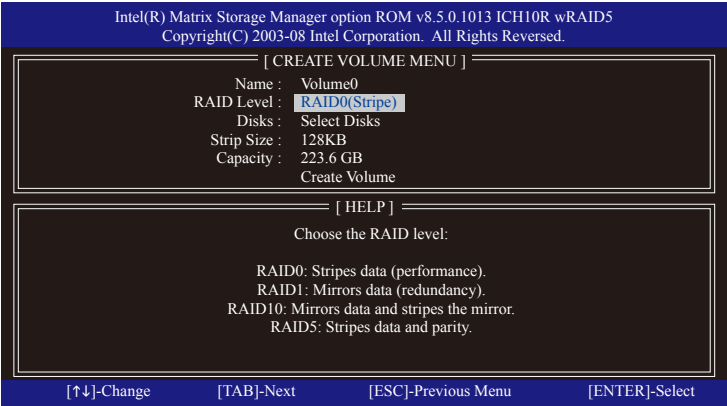 Intel(R) Matrix Storage Manager option ROM v8.5.0.1013 ICH10R wRAID5
Copyright(C) 2003-08 Intel Corporation.  All Rights Reversed.
[ CREATE VOLUME MENU ]
Name :   Volume0
RAID Level :   RAID0(Stripe)
Disks :   Select Disks
Strip Size :   128KB
Capacity :   223.6 GB
Create Volume
[ HELP ]
Choose the RAID level:
RAID0: Stripes data (performance).
RAID1: Mirrors data (redundancy).
RAID10: Mirrors data and stripes the mirror.
RAID5: Stripes data and parity.
[↑↓]-Change   [TAB]-Next   [ESC]-Previous Menu   [ENTER]-Select